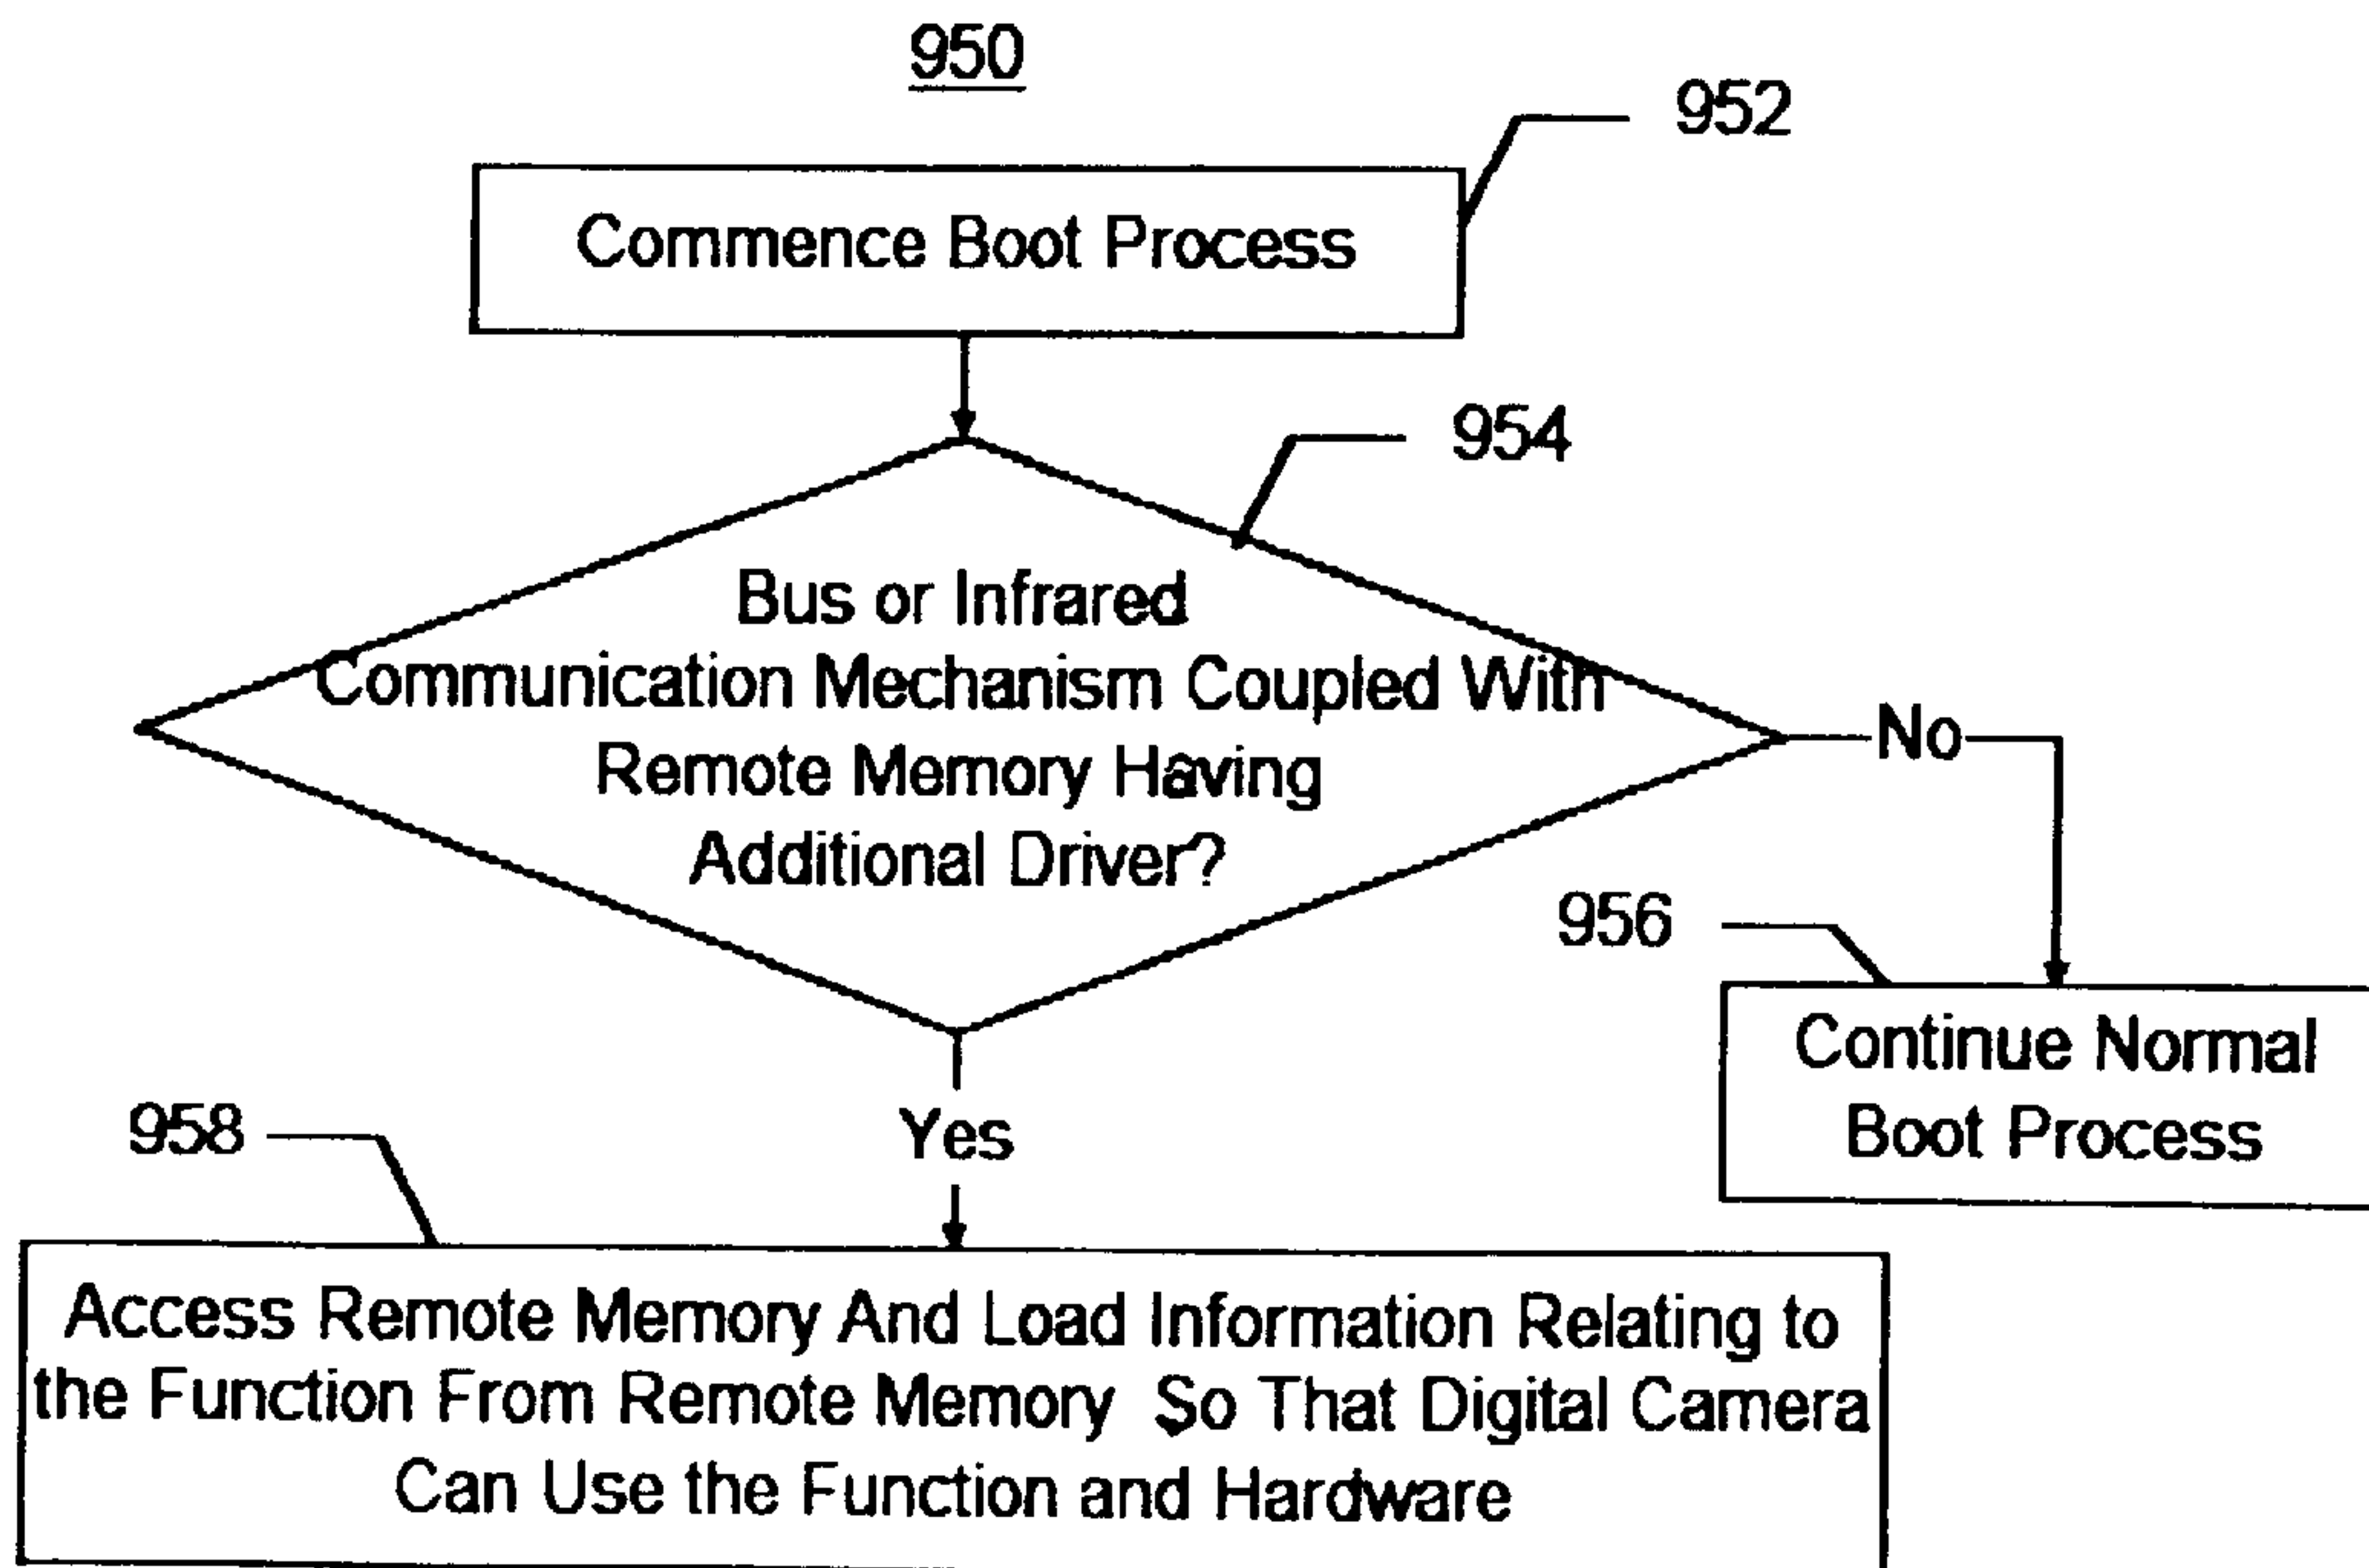 950
952
Commence Boot Process
954
Bus or Infrared
Communication Mechanism Coupled With
Remote Memory Having
Additional Driver?
No
956
Continue Normal
Boot Process
Yes
958
Access Remote Memory And Load Information Relating to
the Function From Remote Memory So That Digital Camera
Can Use the Function and Hardware